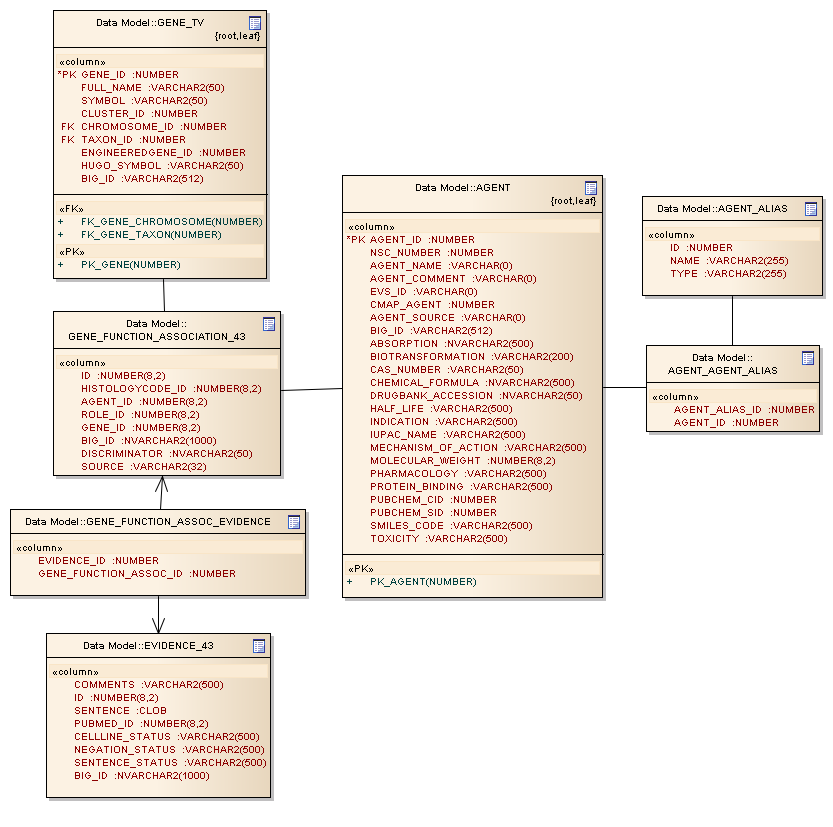 Data Model::GENE_TV
{root,leaf}
«column»
*PK GENE_ID :NUMBER
FULL_NAME :VARCHAR2(50)
SYMBOL :VARCHAR2(50)
CLUSTER_ID :NUMBER
FK CHROMOSOME_ID :NUMBER
FK TAXON_ID :NUMBER
ENGINEEREDGENE_ID :NUMBER
HUGO_SYMBOL :VARCHAR2(50)
BIG_ID :VARCHAR2(512)
«FK»
+ FK_GENE_CHROMOSOME(NUMBER)
+ FK_GENE_TAXON(NUMBER)
«PK»
+ PK_GENE(NUMBER)
Data Model::
GENE_FUNCTION_ASSOCIATION_43
«column»
ID :NUMBER(8,2)
HISTOLOGYCODE_ID :NUMBER(8,2)
AGENT_ID :NUMBER(8,2)
ROLE_ID :NUMBER(8,2)
GENE_ID :NUMBER(8,2)
BIG_ID :NVARCHAR2(1000)
DISCRIMINATOR :NVARCHAR2(50)
SOURCE :VARCHAR2(32)
Data Model::GENE_FUNCTION_ASSOC_EVIDENCE
«column»
EVIDENCE_ID :NUMBER
GENE_FUNCTION_ASSOC_ID :NUMBER
Data Model::EVIDENCE_43
«column»
COMMENTS :VARCHAR2(500)
ID :NUMBER(8,2)
SENTENCE :CLOB
PUBMED_ID :NUMBER(8,2)
CELLLINE_STATUS :VARCHAR2(500)
NEGATION_STATUS :VARCHAR2(500)
SENTENCE_STATUS :VARCHAR2(500)
BIG_ID :NVARCHAR2(1000)
Data Model::AGENT
{root,leaf}
«column»
*PK AGENT_ID :NUMBER
NSC_NUMBER :NUMBER
AGENT_NAME :VARCHAR(0)
AGENT_COMMENT :VARCHAR(0)
EVS_ID :VARCHAR(0)
CMAP_AGENT :NUMBER
AGENT_SOURCE :VARCHAR(0)
BIG_ID :VARCHAR2(512)
ABSORPTION :NVARCHAR2(500)
BIOTRANSFORMATION :VARCHAR2(200)
CAS_NUMBER :VARCHAR2(50)
CHEMICAL_FORMULA :NVARCHAR2(500)
DRUGBANK_ACCESSION :NVARCHAR2(50)
HALF_LIFE :VARCHAR2(500)
INDICATION :VARCHAR2(500)
IUPAC_NAME :VARCHAR2(500)
MECHANISM_OF_ACTION :VARCHAR2(500)
MOLECULAR_WEIGHT :NUMBER(8,2)
PHARMACOLOGY :VARCHAR2(500)
PROTEIN_BINDING :VARCHAR2(500)
PUBCHEM_CID :NUMBER
PUBCHEM_SID :NUMBER
SMILES_CODE :VARCHAR2(500)
TOXICITY :VARCHAR2(500)
«PK»
+ PK_AGENT(NUMBER)
Data Model::AGENT_ALIAS
«column»
ID :NUMBER
NAME :VARCHAR2(255)
TYPE :VARCHAR2(255)
Data Model::
AGENT_AGENT_ALIAS
«column»
AGENT_ALIAS_ID :NUMBER
AGENT_ID :NUMBER